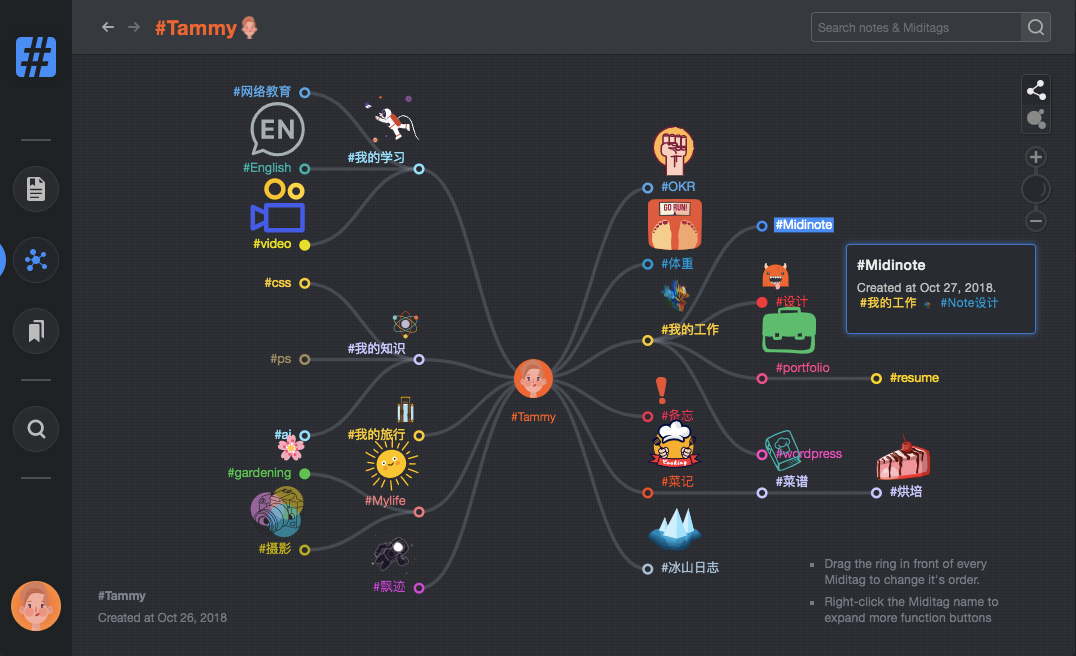 #Tammy
Search notes & Miditags
#网络教育
EN
#English
#video
#我的学习
#css
#我的知识
#ps
#ai
#我的旅行
#gardening
#Mylife
#摄影
#飘迹
#Tammy
#OKR
GO RUN!
#体重
#Midinote
#设计
#我的工作
#portfolio
#resume
#备忘
#wordpress
Cooking
#菜记
#菜谱
#烘培
#冰山日志
#Midinote
Created at Oct 27, 2018.
#我的工作 #Note设计
#Tammy
Created at Oct 26, 2018
Drag the ring in front of every
Miditag to change it's order.
Right-click the Miditag name to
expand more function buttons